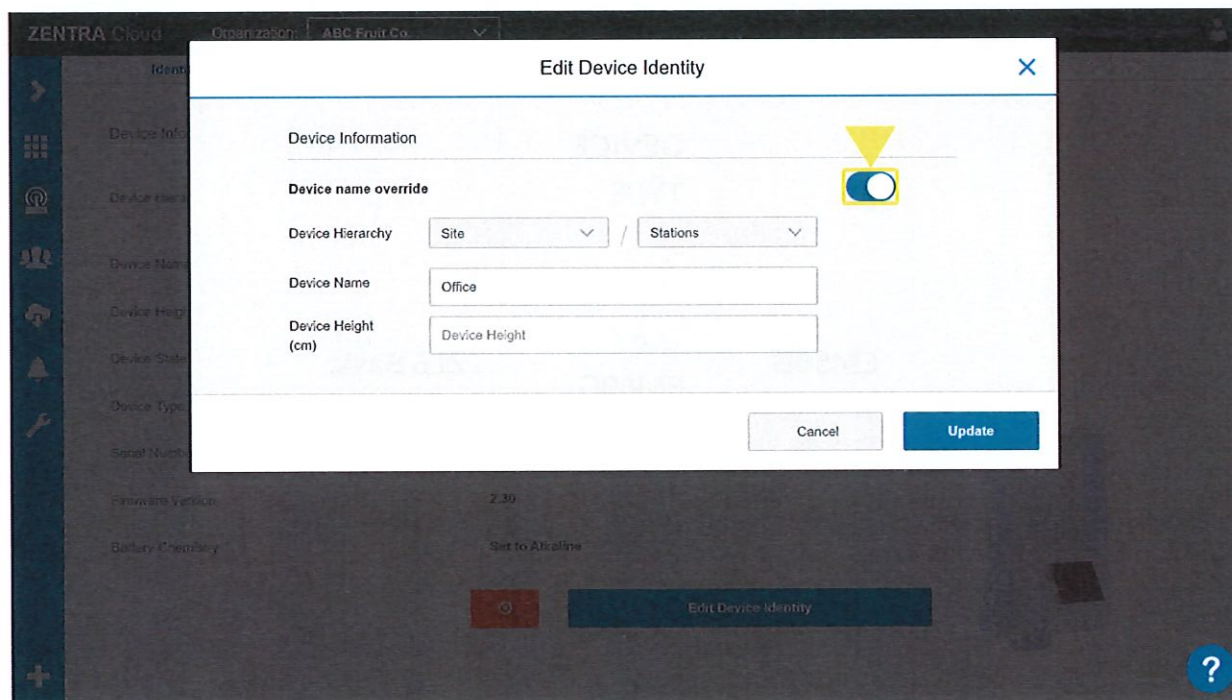 ZENTRA Cloud Organization: ABC Fruit Co.
Edit Device Identity
Device Information
Device name override
Device Hierarchy Site / Stations
Device Name Office
Device Height (cm) Device Height
Cancel Update
Firmware Version 2.30
Battery Chemistry Set to Alkaline
Edit Device Identity
?